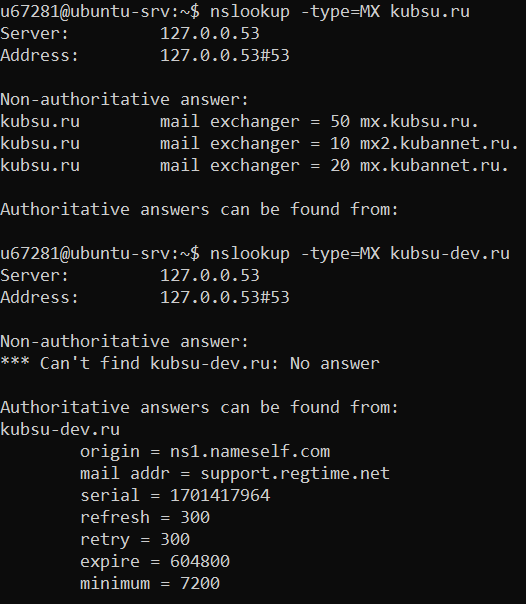 u67281@ubuntu-srv:~$ nslookup -type=MX kubsu.ru
Server:         127.0.0.53
Address:        127.0.0.53#53

Non-authoritative answer:
kubsu.ru        mail exchanger = 50 mx.kubsu.ru.
kubsu.ru        mail exchanger = 10 mx2.kubannet.ru.
kubsu.ru        mail exchanger = 20 mx.kubannet.ru.

Authoritative answers can be found from:

u67281@ubuntu-srv:~$ nslookup -type=MX kubsu-dev.ru
Server:         127.0.0.53
Address:        127.0.0.53#53

Non-authoritative answer:
*** Can't find kubsu-dev.ru: No answer

Authoritative answers can be found from:
kubsu-dev.ru
        origin = ns1.nameself.com
        mail addr = support.regtime.net
        serial = 1701417964
        refresh = 300
        retry = 300
        expire = 604800
        minimum = 7200